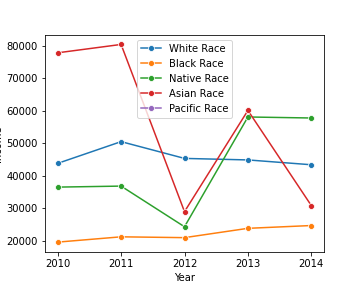 White Race
Black Race
Native Race
Asian Race
Pacific Race
80000
70000
60000
50000
40000
30000
20000
2010
2011
2012
2013
2014
Year